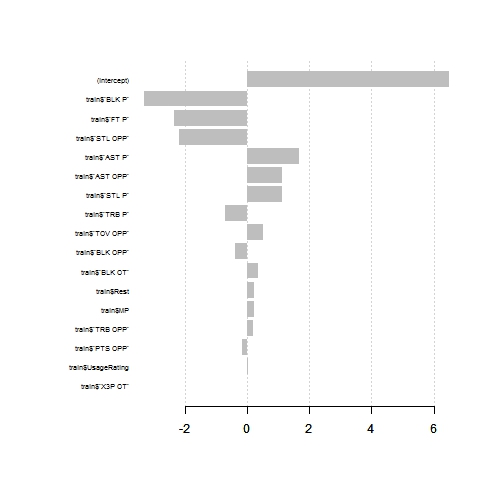 (Intercept)
train$`BLK P`
train$`FT P`
train$`STL OPP`
train$`AST P`
train$`AST OPP`
train$`STL P`
train$`TRB P`
train$`TOV OPP`
train$`BLK OPP`
train$`BLK OT`
train$Rest
train$MP
train$`TRB OPP`
train$`PTS OPP`
train$UsageRating
train$`X3P OT`
-2 0 2 4 6